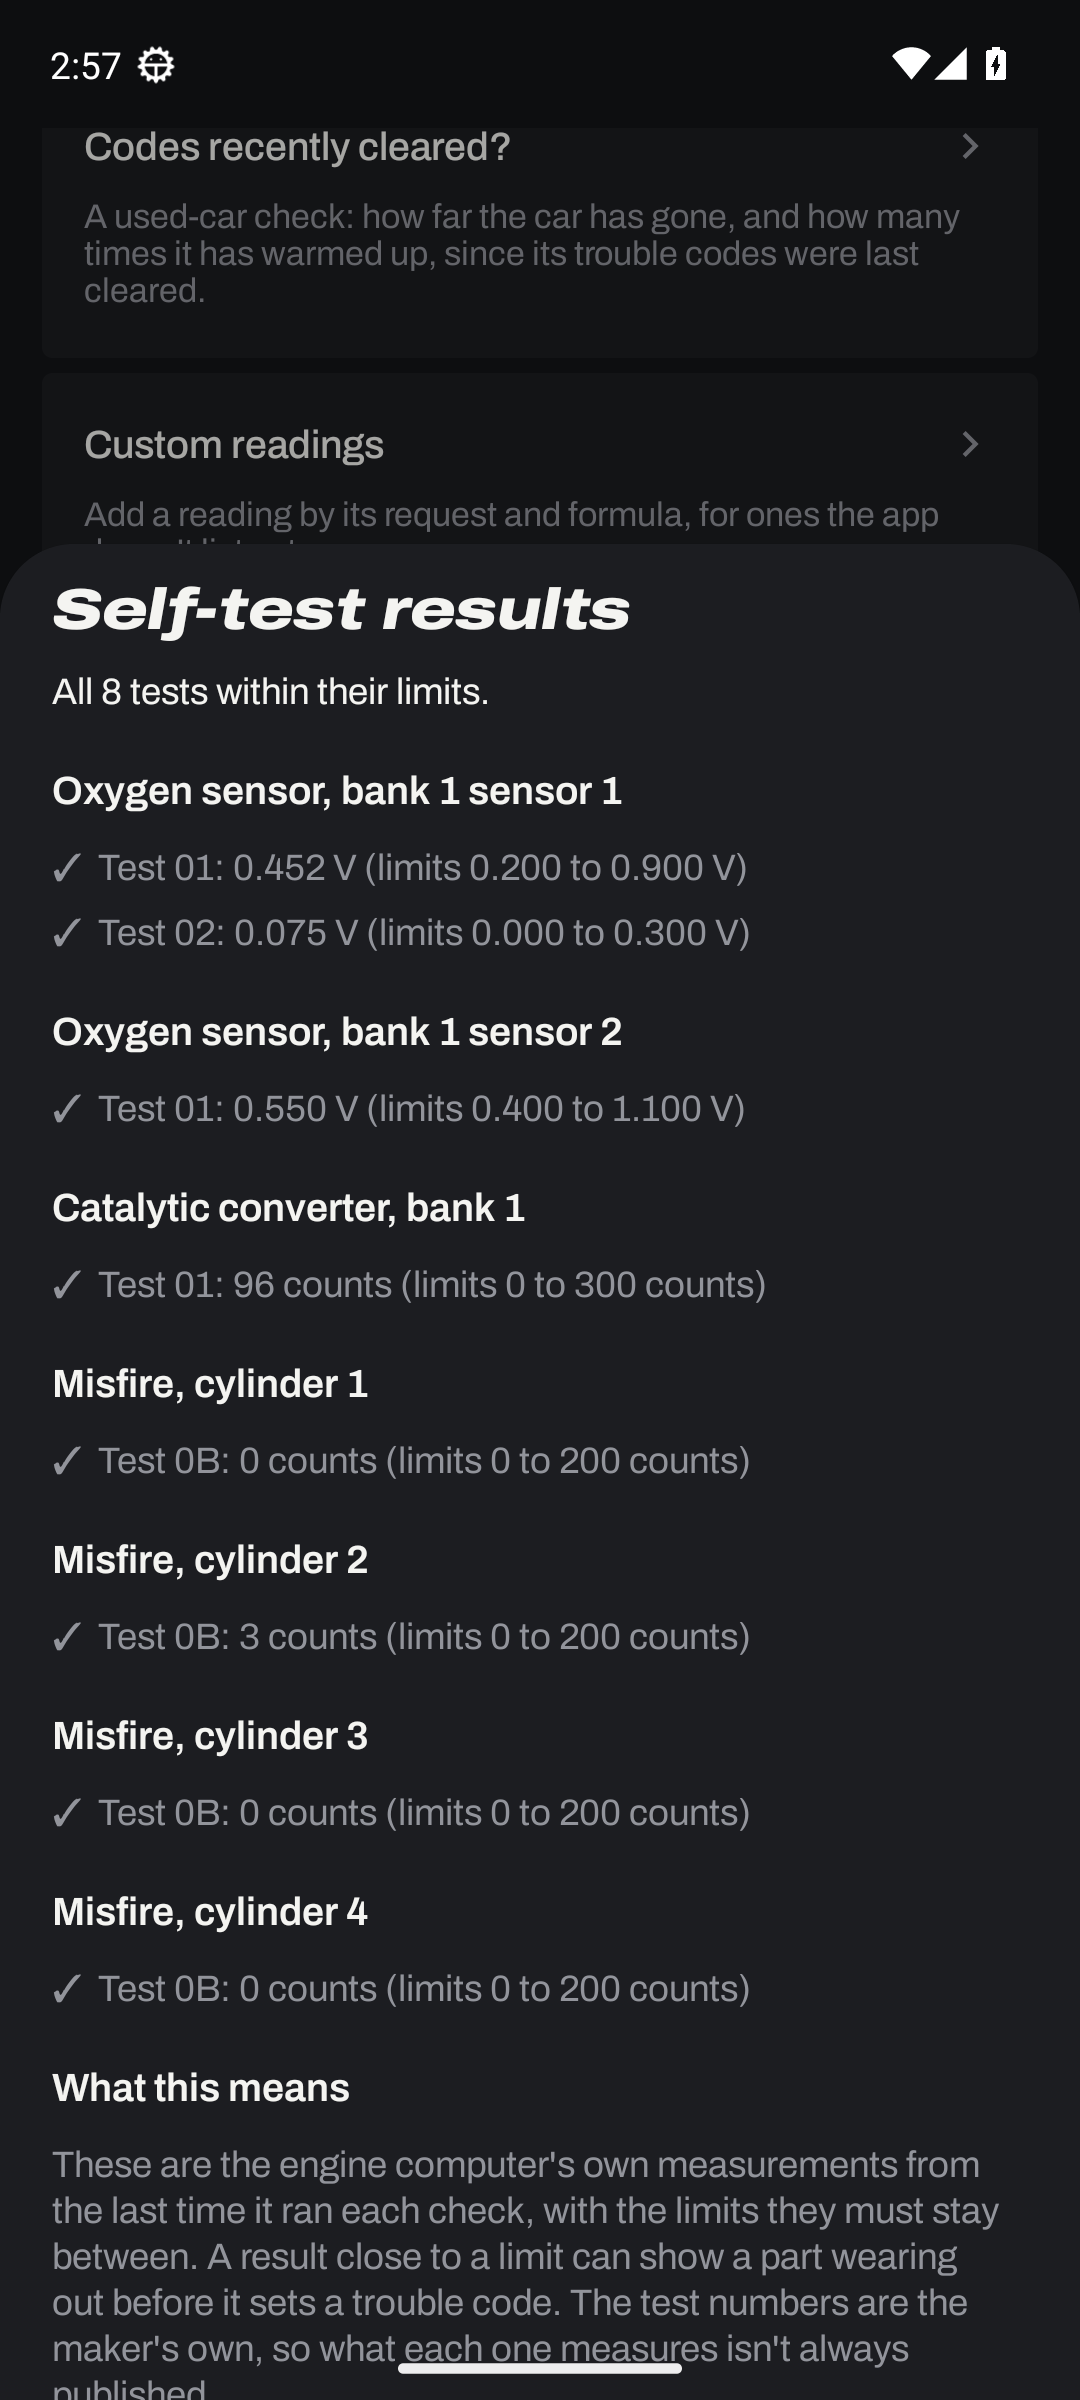 2:57
Codes recently cleared?
A used-car check: how far the car has gone, and how many
times it has warmed up, since its trouble codes were last
cleared.
Custom readings
Add a reading by its request and formula, for ones the app
Self-test results
All 8 tests within their limits.
Oxygen sensor, bank 1 sensor 1
✓ Test 01: 0.452 V (limits 0.200 to 0.900 V)
✓ Test 02: 0.075 V (limits 0.000 to 0.300 V)
Oxygen sensor, bank 1 sensor 2
✓ Test 01: 0.550 V (limits 0.400 to 1.100 V)
Catalytic converter, bank 1
✓ Test 01: 96 counts (limits 0 to 300 counts)
Misfire, cylinder 1
✓ Test 0B: 0 counts (limits 0 to 200 counts)
Misfire, cylinder 2
✓ Test 0B: 3 counts (limits 0 to 200 counts)
Misfire, cylinder 3
✓ Test 0B: 0 counts (limits 0 to 200 counts)
Misfire, cylinder 4
✓ Test 0B: 0 counts (limits 0 to 200 counts)
What this means
These are the engine computer's own measurements from
the last time it ran each check, with the limits they must stay
between. A result close to a limit can show a part wearing
out before it sets a trouble code. The test numbers are the
maker's own, so what each one measures isn't always
published.